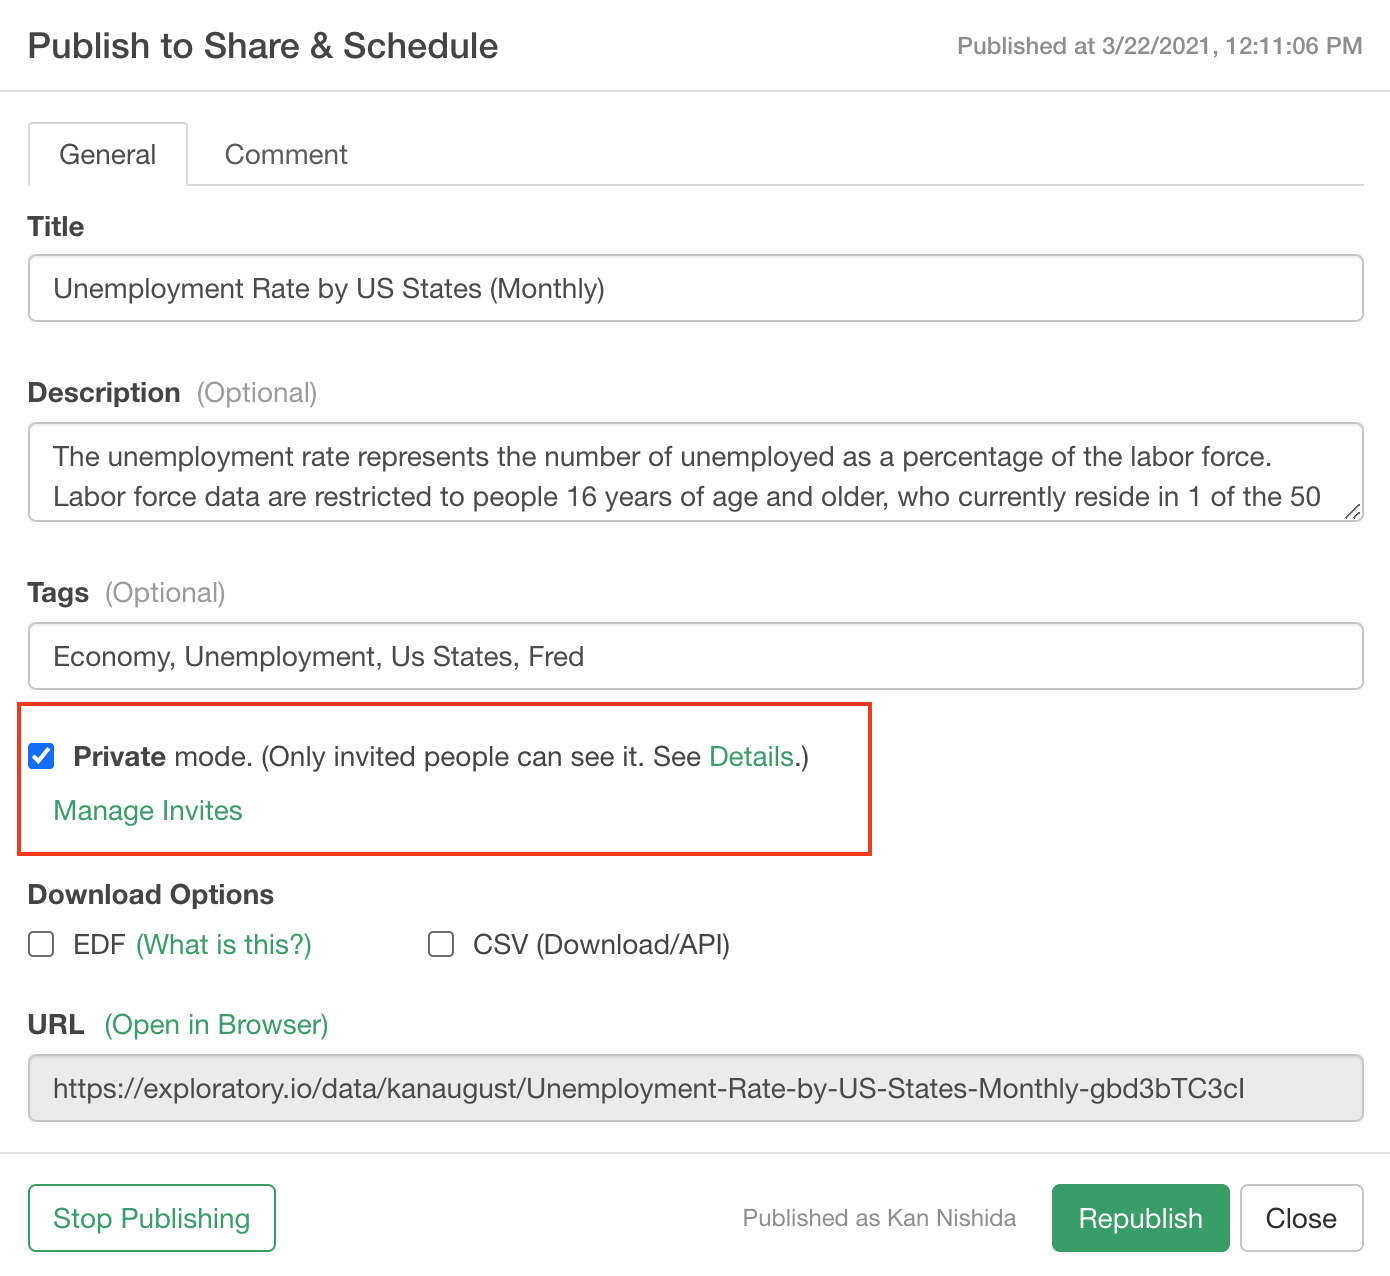 Publish to Share & Schedule
Published at 3/22/2021, 12:11:06 PM
General
Comment
Title
Unemployment Rate by US States (Monthly)
Description (Optional)
The unemployment rate represents the number of unemployed as a percentage of the labor force.
Labor force data are restricted to people 16 years of age and older, who currently reside in 1 of the 50
Tags (Optional)
Economy, Unemployment, Us States, Fred
Private mode. (Only invited people can see it. See Details.)
Manage Invites
Download Options
EDF (What is this?)
CSV (Download/API)
URL (Open in Browser)
https://exploratory.io/data/kanaugust/Unemployment-Rate-by-US-States-Monthly-gbd3bTC3cI
Stop Publishing
Published as Kan Nishida
Republish
Close